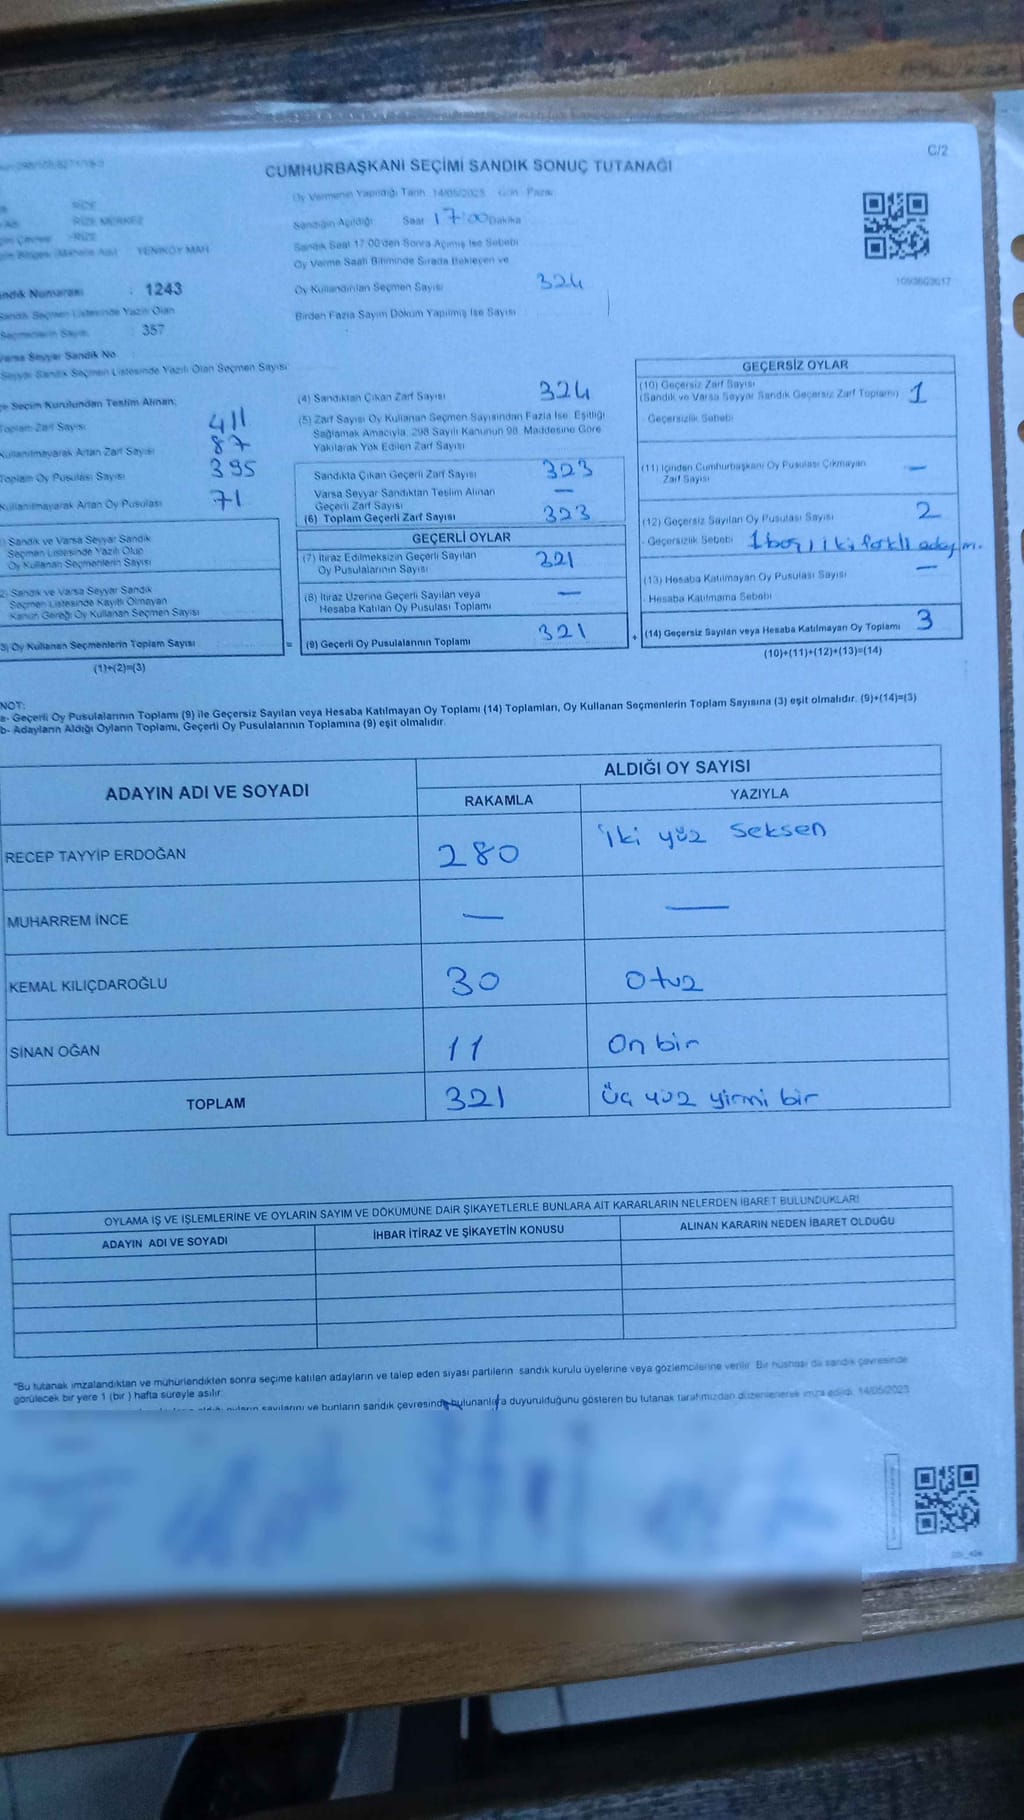 C/2
CUMHURBAŞKANI SEÇİMİ SANDIK SONUÇ TUTANAĞI
Oy Vermenin Yapıldığı Tarih 14/05/2023 Gün Pazar
RİZE
RİZE MERKEZ
RİZE
YENİKÖY MAH
Sandığın Açıldığı Saat 17:00 Dakika
Sandık Saat 17:00'den Sonra Açılmış İse Sebebi
Oy Verme Saati Bitiminde Sırada Bekleyen ve
Oy Kullandırılan Seçmen Sayısı 324
Birden Fazla Sayım Döküm Yapılmış İse Sayısı
1093603617
ndık Numarası : 1243
Sandık Seçmen Listesinde Yazılı Olan
Seçmenlerin Sayısı : 357
Varsa Seyyar Sandık No
Seyyar Sandık Seçmen Listesinde Yazılı Olan Seçmen Sayısı
e Seçim Kurulundan Teslim Alınan;
Toplam Zarf Sayısı 411
Kullanılmayarak Artan Zarf Sayısı 87
Toplam Oy Pusulası Sayısı 395
Kullanılmayarak Artan Oy Pusulası 71
Sandık ve Varsa Seyyar Sandık
Seçmen Listesinde Yazılı Olup
Oy Kullanan Seçmenlerin Sayısı
Sandık ve Varsa Seyyar Sandık
Seçmen Listesinde Kayıtlı Olmayan
Kanun Gereği Oy Kullanan Seçmen Sayısı
3) Oy Kullanan Seçmenlerin Toplam Sayısı =
(1)+(2)=(3)
(4) Sandıktan Çıkan Zarf Sayısı 324
(5) Zarf Sayısı Oy Kullanan Seçmen Sayısından Fazla İse; Eşitliği
Sağlamak Amacıyla, 298 Sayılı Kanunun 98. Maddesine Göre
Yakılarak Yok Edilen Zarf Sayısı
Sandıkta Çıkan Geçerli Zarf Sayısı 323
Varsa Seyyar Sandıktan Teslim Alınan
Geçerli Zarf Sayısı —
(6) Toplam Geçerli Zarf Sayısı 323
GEÇERLİ OYLAR
(7) İtiraz Edilmeksizin Geçerli Sayılan
Oy Pusulalarının Sayısı 321
(8) İtiraz Üzerine Geçerli Sayılan veya
Hesaba Katılan Oy Pusulası Toplamı —
(9) Geçerli Oy Pusulalarının Toplamı 321 +
GEÇERSİZ OYLAR
(10) Geçersiz Zarf Sayısı
(Sandık ve Varsa Seyyar Sandık Geçersiz Zarf Toplamı) 1
- Geçersizlik Sebebi
(11) İçinden Cumhurbaşkanı Oy Pusulası Çıkmayan
Zarf Sayısı —
(12) Geçersiz Sayılan Oy Pusulası Sayısı 2
- Geçersizlik Sebebi 1 boş, iki farklı adayın.
(13) Hesaba Katılmayan Oy Pusulası Sayısı —
- Hesaba Katılmama Sebebi
(14) Geçersiz Sayılan veya Hesaba Katılmayan Oy Toplamı 3
(10)+(11)+(12)+(13)=(14)
NOT:
a- Geçerli Oy Pusulalarının Toplamı (9) ile Geçersiz Sayılan veya Hesaba Katılmayan Oy Toplamı (14) Toplamları, Oy Kullanan Seçmenlerin Toplam Sayısına (3) eşit olmalıdır. (9)+(14)=(3)
b- Adayların Aldığı Oyların Toplamı, Geçerli Oy Pusulalarının Toplamına (9) eşit olmalıdır.
ADAYIN ADI VE SOYADI
ALDIĞI OY SAYISI
RAKAMLA YAZIYLA
RECEP TAYYİP ERDOĞAN 280 iki yüz seksen
MUHARREM İNCE — —
KEMAL KILIÇDAROĞLU 30 Otuz
SİNAN OĞAN 11 On bir
TOPLAM 321 Üç yüz yirmi bir
OYLAMA İŞ VE İŞLEMLERİNE VE OYLARIN SAYIM VE DÖKÜMÜNE DAİR ŞİKAYETLERLE BUNLARA AİT KARARLARIN NELERDEN İBARET BULUNDUKLARI
ADAYIN ADI VE SOYADI İHBAR İTİRAZ VE ŞİKAYETİN KONUSU ALINAN KARARIN NEDEN İBARET OLDUĞU
*Bu tutanak imzalandıktan ve mühürlendikten sonra seçime katılan adayların ve talep eden siyasi partilerin sandık kurulu üyelerine veya gözlemcilerine verilir. Bir nüshası da sandık çevresinde
görülecek bir yere 1 (bir) hafta süreyle asılır.
oyların sayılarını ve bunların sandık çevresinde bulunanlara duyurulduğunu gösteren bu tutanak tarafımızdan düzenlenerek imza edildi. 14/05/2023